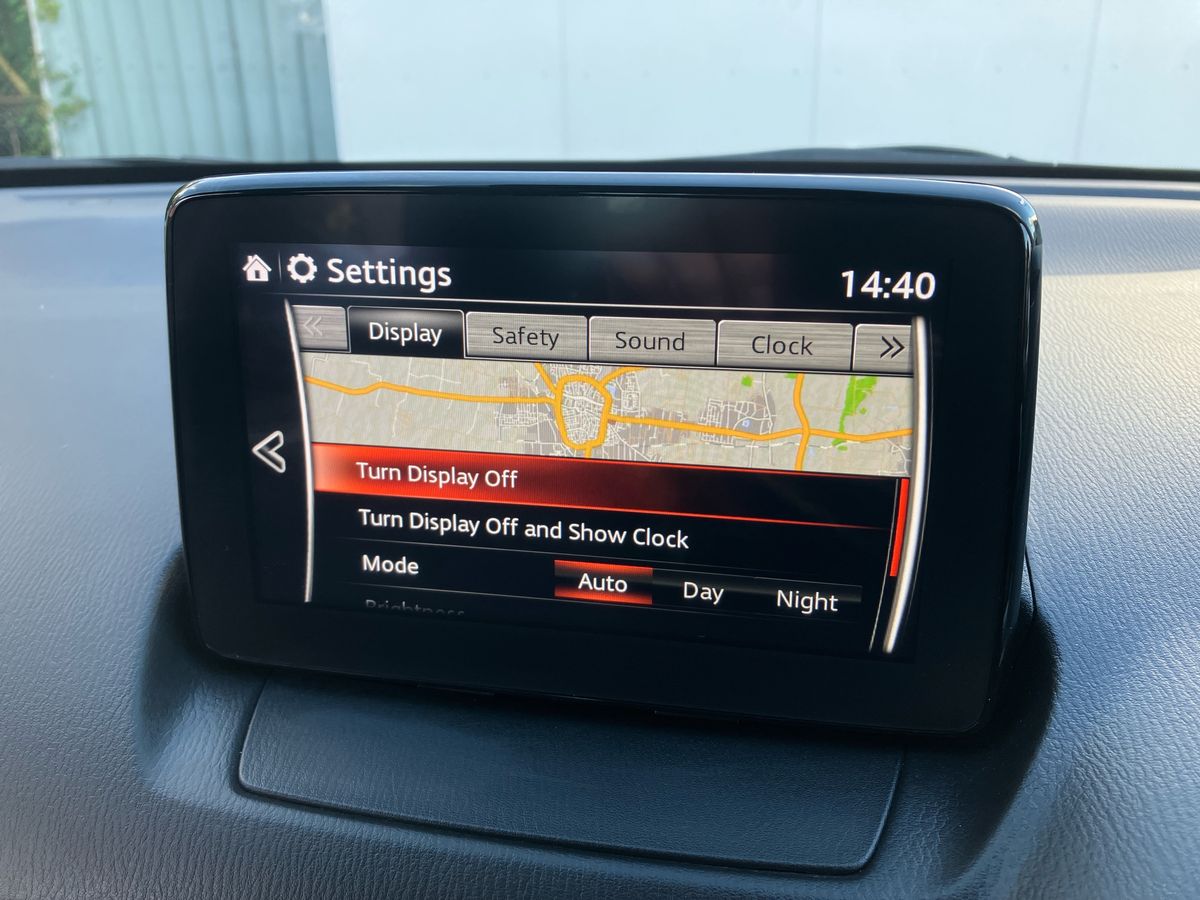 Settings 14:40
Display Safety Sound Clock
Turn Display Off
Turn Display Off and Show Clock
Mode Auto Day Night
Brightness